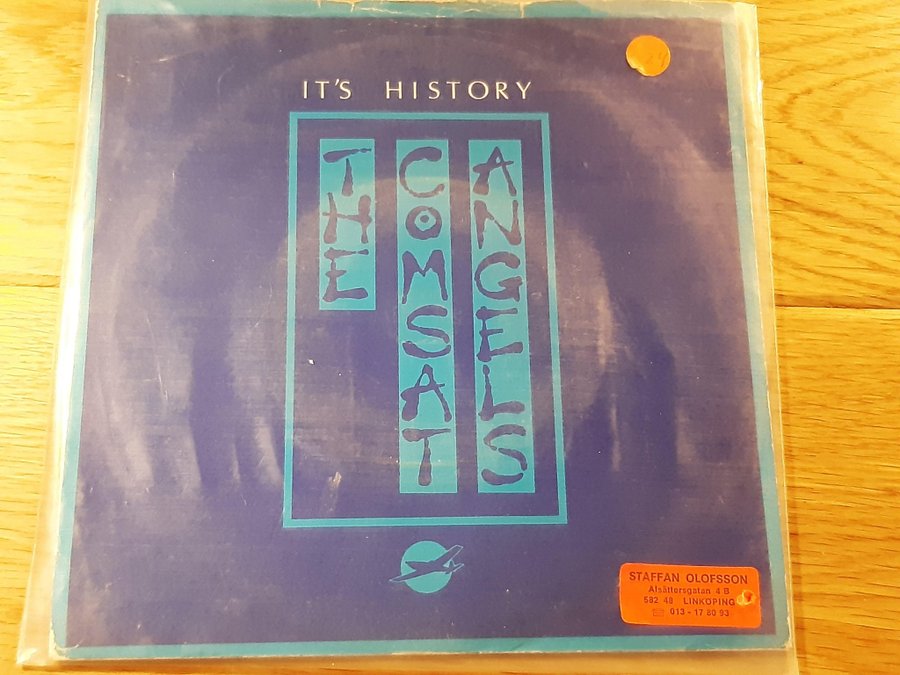 IT'S HISTORY
THE
COMSAT
ANGELS
STAFFAN OLOFSSON
Alsättersgatan 4 B
582 48 LINKÖPING
013 - 17 80 93